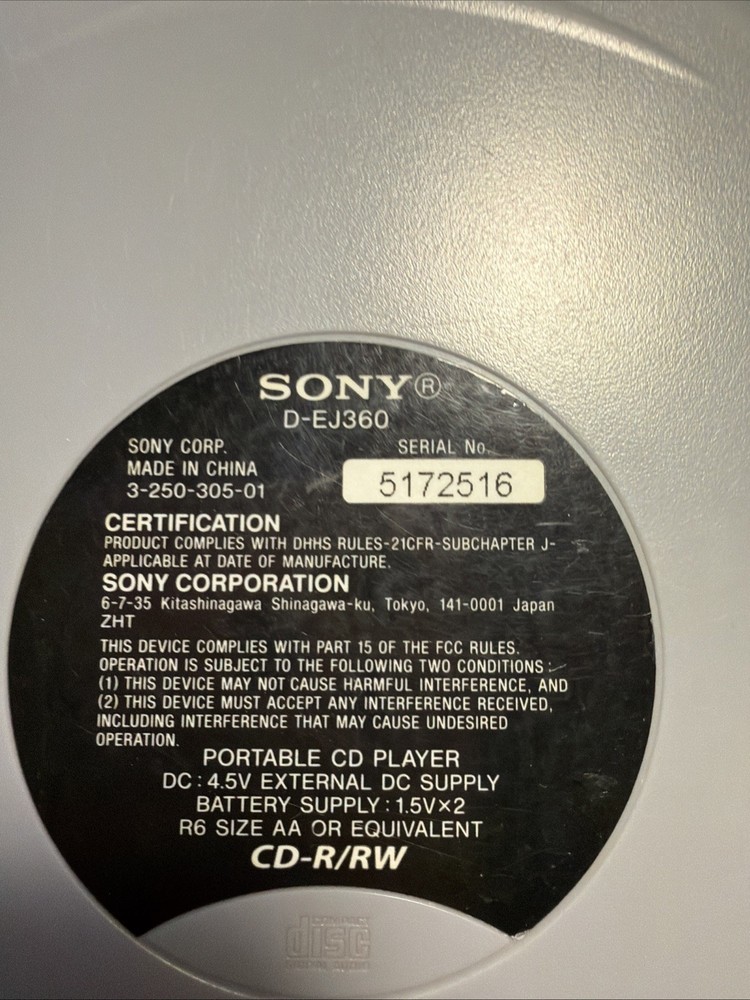 SONY®
D-EJ360
SONY CORP.
MADE IN CHINA
3-250-305-01
SERIAL No.
5172516
CERTIFICATION
PRODUCT COMPLIES WITH DHHS RULES-21CFR-SUBCHAPTER J-
APPLICABLE AT DATE OF MANUFACTURE.
SONY CORPORATION
6-7-35 Kitashinagawa Shinagawa-ku, Tokyo, 141-0001 Japan
ZHT
THIS DEVICE COMPLIES WITH PART 15 OF THE FCC RULES.
OPERATION IS SUBJECT TO THE FOLLOWING TWO CONDITIONS :
(1) THIS DEVICE MAY NOT CAUSE HARMFUL INTERFERENCE, AND
(2) THIS DEVICE MUST ACCEPT ANY INTERFERENCE RECEIVED,
INCLUDING INTERFERENCE THAT MAY CAUSE UNDESIRED
OPERATION.
PORTABLE CD PLAYER
DC : 4.5V EXTERNAL DC SUPPLY
BATTERY SUPPLY : 1.5V×2
R6 SIZE AA OR EQUIVALENT
CD-R/RW
COMPACT
disc
DIGITAL AUDIO